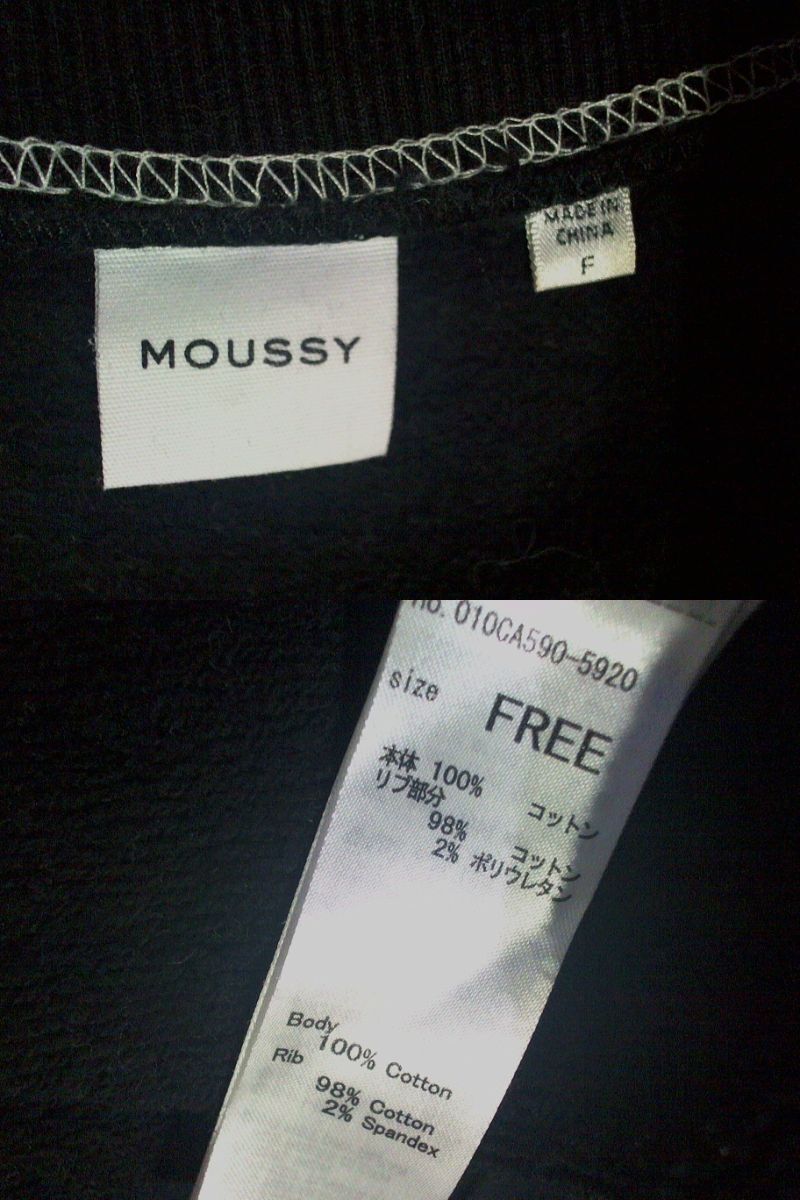 MOUSSY
MADE IN
CHINA
F
no. 010CA590-5920
size FREE
本体 100% コットン
リブ部分
98% コットン
2% ポリウレタン
Body
100% Cotton
Rib
98% Cotton
2% Spandex